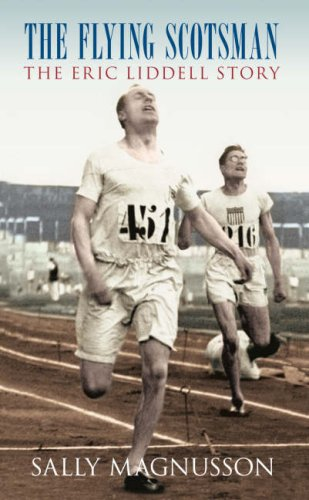 THE FLYING SCOTSMAN
THE ERIC LIDDELL STORY
451
SALLY MAGNUSSON